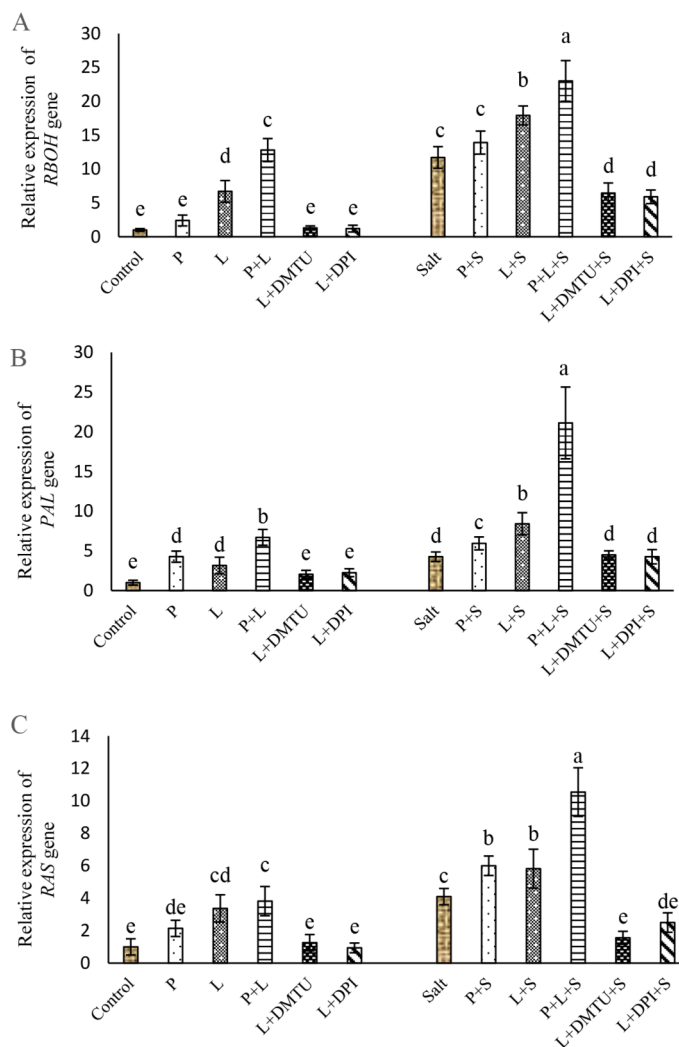 A
Relative expression of
RBOH gene
30
25
20
15
10
5
0
e
e
d
c
e
e
c
c
b
a
d
d
Control
P
L
P+L
L+DMTU
L+DPI
Salt
P+S
L+S
P+L+S
L+DMTU+S
L+DPI+S
B
Relative expression of
PAL gene
30
25
20
15
10
5
0
e
d
d
b
e
e
d
c
b
a
d
d
Control
P
L
P+L
L+DMTU
L+DPI
Salt
P+S
L+S
P+L+S
L+DMTU+S
L+DPI+S
C
Relative expression of
RAS gene
14
12
10
8
6
4
2
0
e
de
cd
c
e
e
c
b
b
a
e
de
Control
P
L
P+L
L+DMTU
L+DPI
Salt
P+S
L+S
P+L+S
L+DMTU+S
L+DPI+S